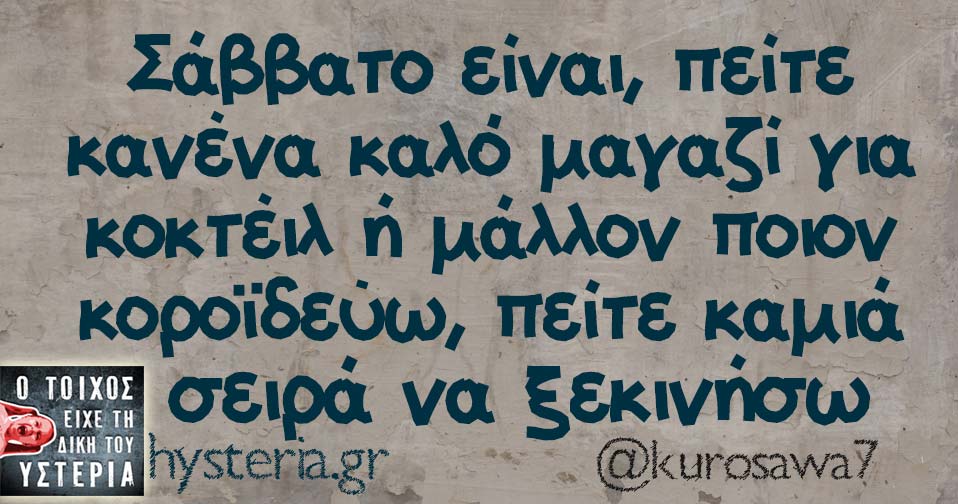 Σάββατο είναι, πείτε
κανένα καλό μαγαζί για
κοκτέιλ ή μάλλον ποιον
κοροϊδεύω, πείτε καμιά
σειρά να ξεκινήσω
Ο ΤΟΙΧΟΣ
ΕΙΧΕ ΤΗ
ΔΙΚΗ ΤΟΥ
ΥΣΤΕΡΙΑ
hysteria.gr
@kurosawa7